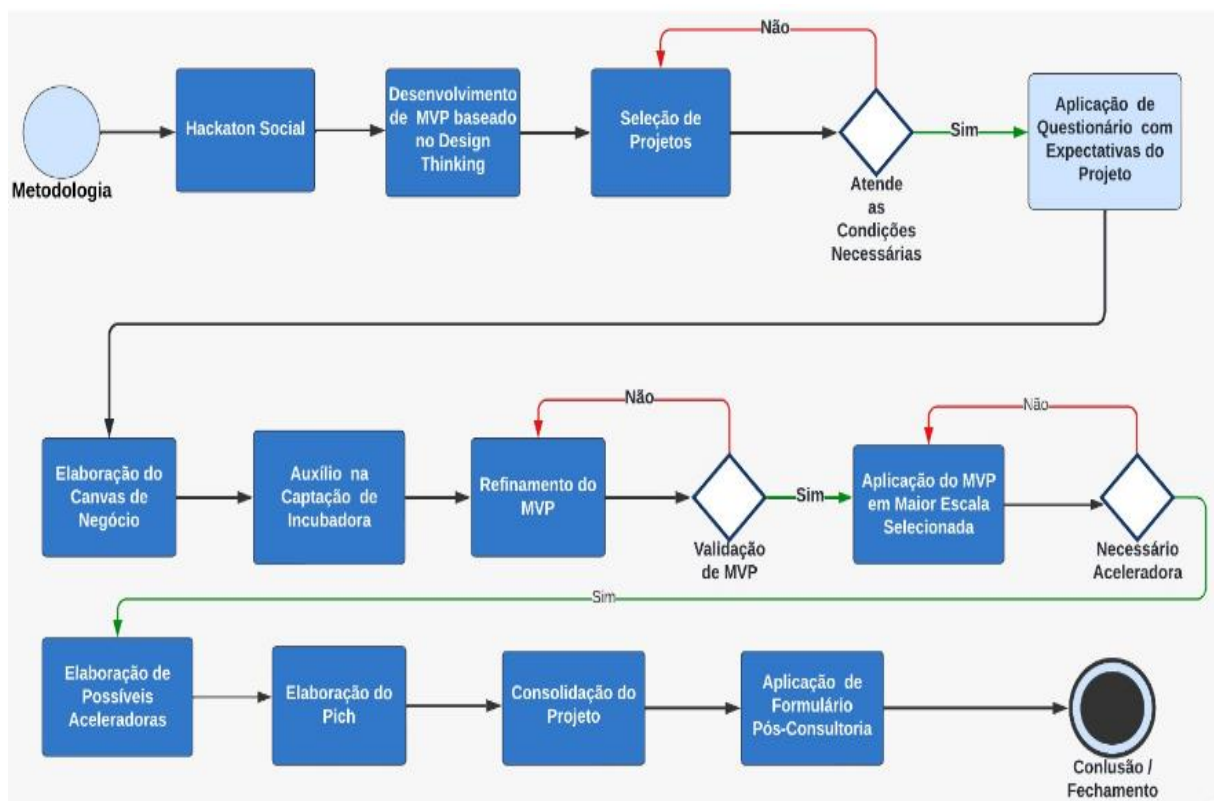 Não
Metodologia
Hackaton Social
Desenvolvimento
de MVP baseado
no Design
Thinking
Seleção de
Projetos
Atende
as
Condições
Necessárias
Sim
Aplicação de
Questionário com
Expectativas do
Projeto
Elaboração do
Canvas de
Negócio
Auxílio na
Captação de
Incubadora
Refinamento do
MVP
Não
Validação
de MVP
Sim
Aplicação do MVP
em Maior Escala
Selecionada
Não
Necessário
Aceleradora
Sim
Elaboração de
Possíveis
Aceleradoras
Elaboração do
Pich
Consolidação do
Projeto
Aplicação de
Formulário
Pós-Consultoria
Conlusão /
Fechamento